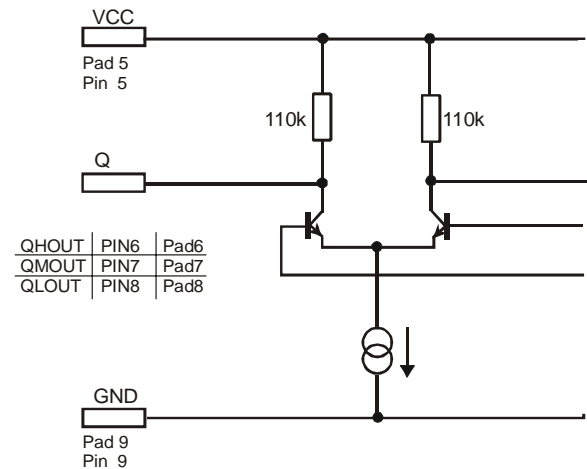 VCC
Pad 5
Pin 5
110k
110k
Q
QHOUT PIN6 Pad6
QMOUT PIN7 Pad7
QLOUT PIN8 Pad8
GND
Pad 9
Pin 9